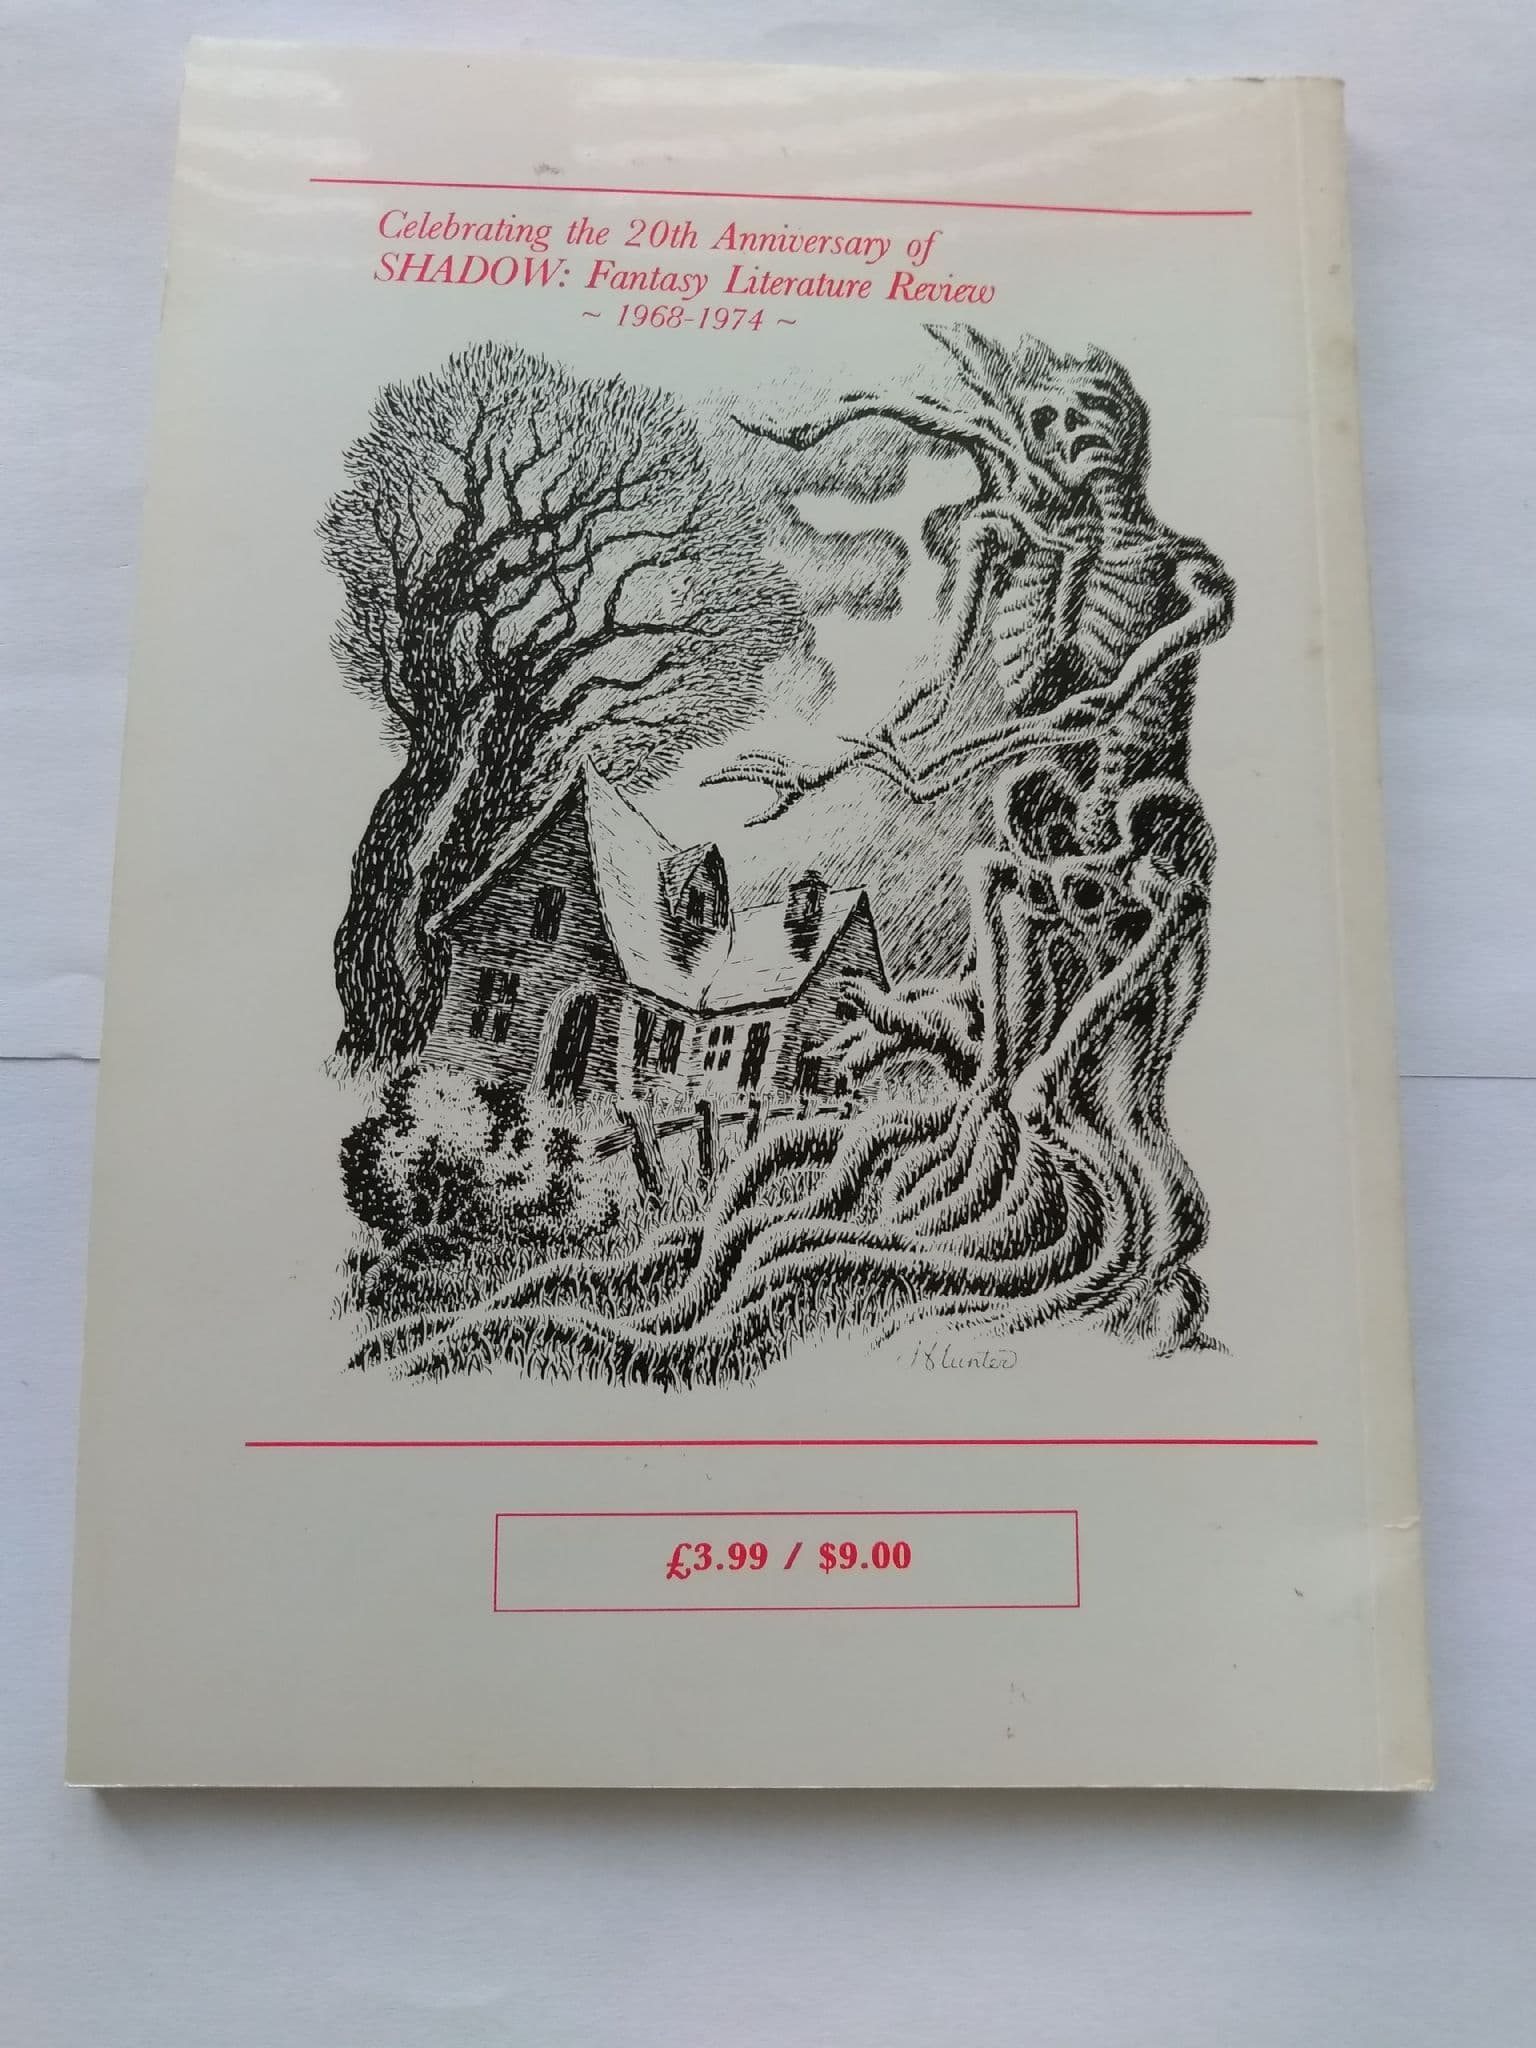 Celebrating the 20th Anniversary of
SHADOW: Fantasy Literature Review
~ 1968-1974 ~
£3.99 / $9.00